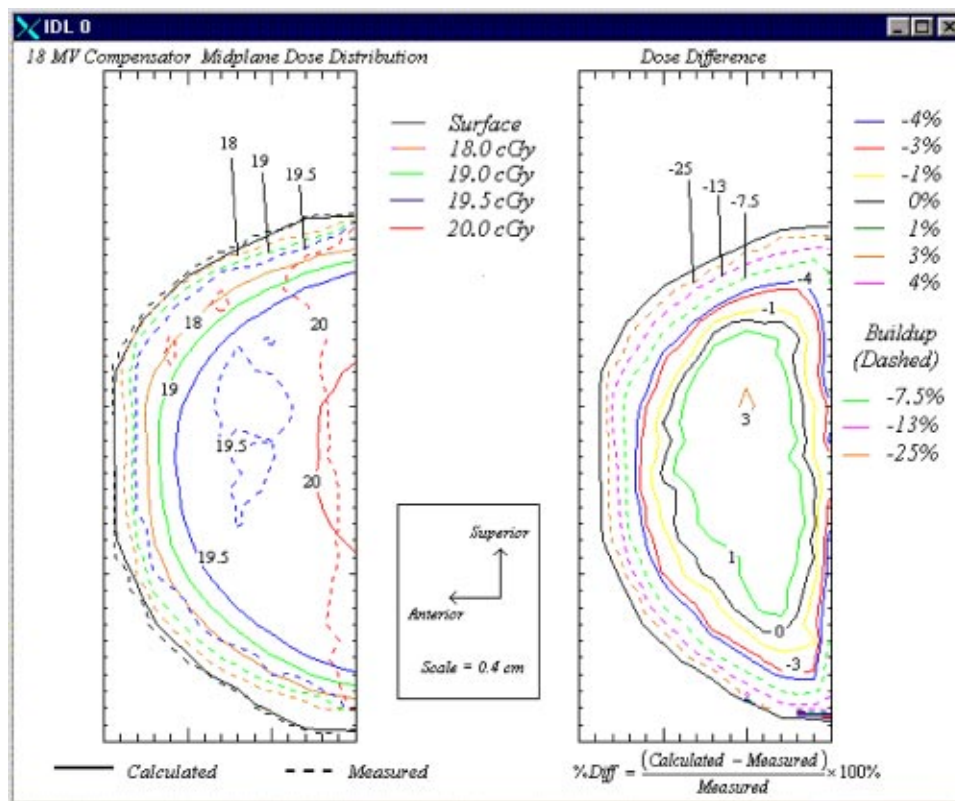 IDL 0
18 MV Compensator Midplane Dose Distribution
18
19
19.5
18
19
19.5
19.5
20
20
Surface
18.0 cGy
19.0 cGy
19.5 cGy
20.0 cGy
Superior
Anterior
Scale = 0.4 cm
Calculated
Measured
Dose Difference
-25
-13
-7.5
-4
-1
3
1
0
-3
-4%
-3%
-1%
0%
1%
3%
4%
Buildup
(Dashed)
-7.5%
-13%
-25%
%Diff = (Calculated - Measured) / Measured × 100%